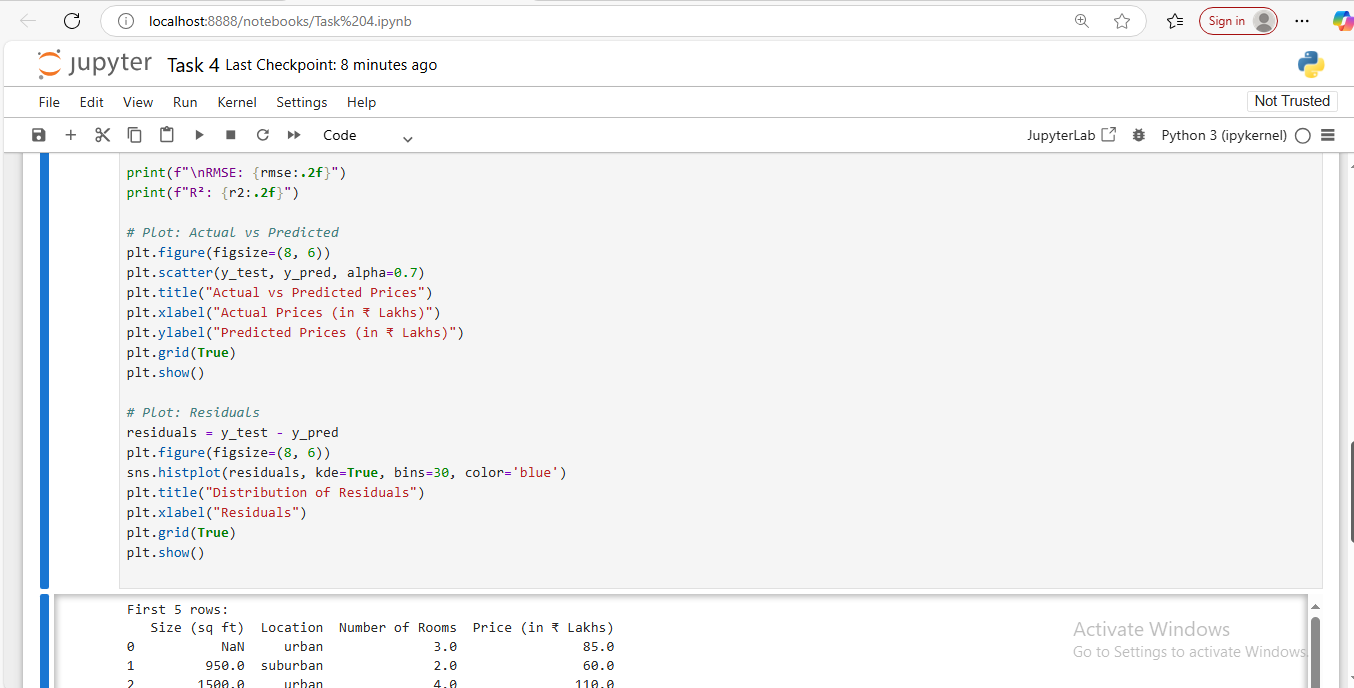 localhost:8888/notebooks/Task%204.ipynb
Sign in
jupyter Task 4 Last Checkpoint: 8 minutes ago
File Edit View Run Kernel Settings Help
Not Trusted
Code
JupyterLab
Python 3 (ipykernel)
print(f"\nRMSE: {rmse:.2f}")
print(f"R²: {r2:.2f}")
# Plot: Actual vs Predicted
plt.figure(figsize=(8, 6))
plt.scatter(y_test, y_pred, alpha=0.7)
plt.title("Actual vs Predicted Prices")
plt.xlabel("Actual Prices (in ₹ Lakhs)")
plt.ylabel("Predicted Prices (in ₹ Lakhs)")
plt.grid(True)
plt.show()
# Plot: Residuals
residuals = y_test - y_pred
plt.figure(figsize=(8, 6))
sns.histplot(residuals, kde=True, bins=30, color='blue')
plt.title("Distribution of Residuals")
plt.xlabel("Residuals")
plt.grid(True)
plt.show()
First 5 rows:
Size (sq ft) Location Number of Rooms Price (in ₹ Lakhs)
0 NaN urban 3.0 85.0
1 950.0 suburban 2.0 60.0
2 1500.0 urban 4.0 110.0
Activate Windows
Go to Settings to activate Windows.